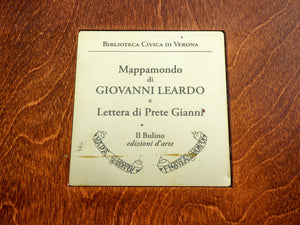 BIBLIOTECA CIVICA DI VERONA
Mappamondo
di
GIOVANNI LEARDO
e
Lettera di Prete Gianni
Il Bulino
edizioni d'arte